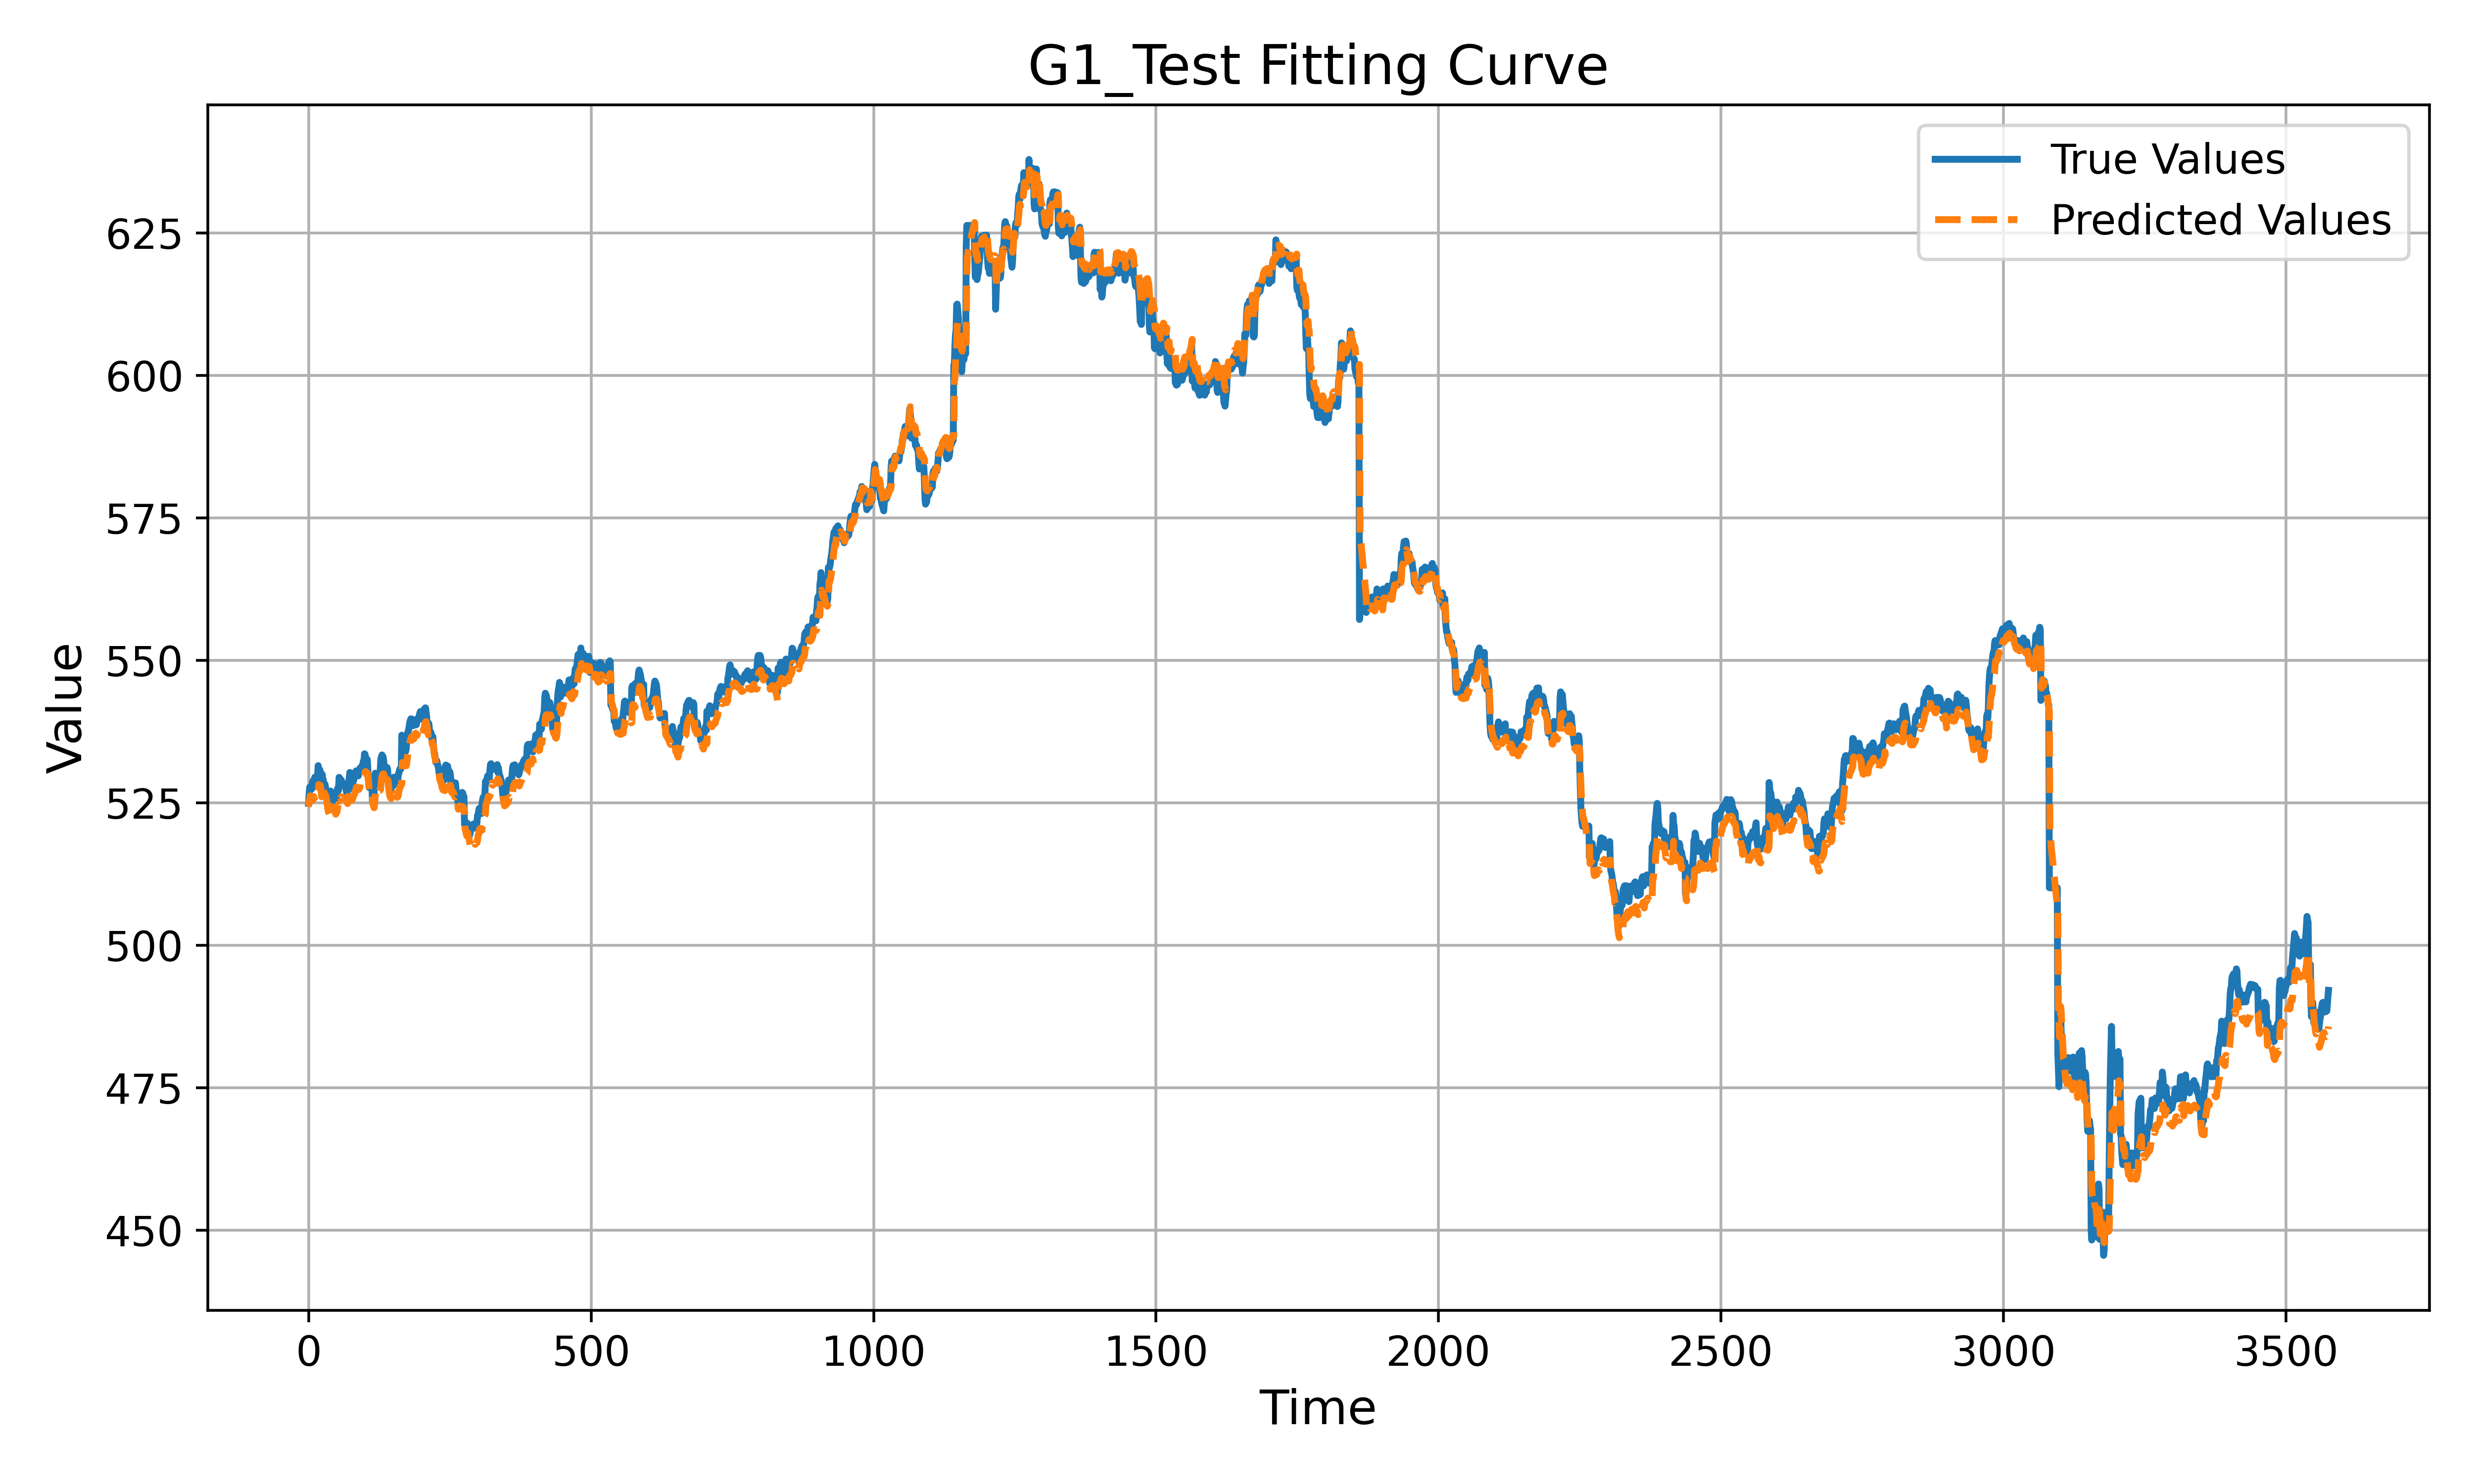 G1_Test Fitting Curve
True Values
Predicted Values
Value
625
600
575
550
525
500
475
450
0 500 1000 1500 2000 2500 3000 3500
Time